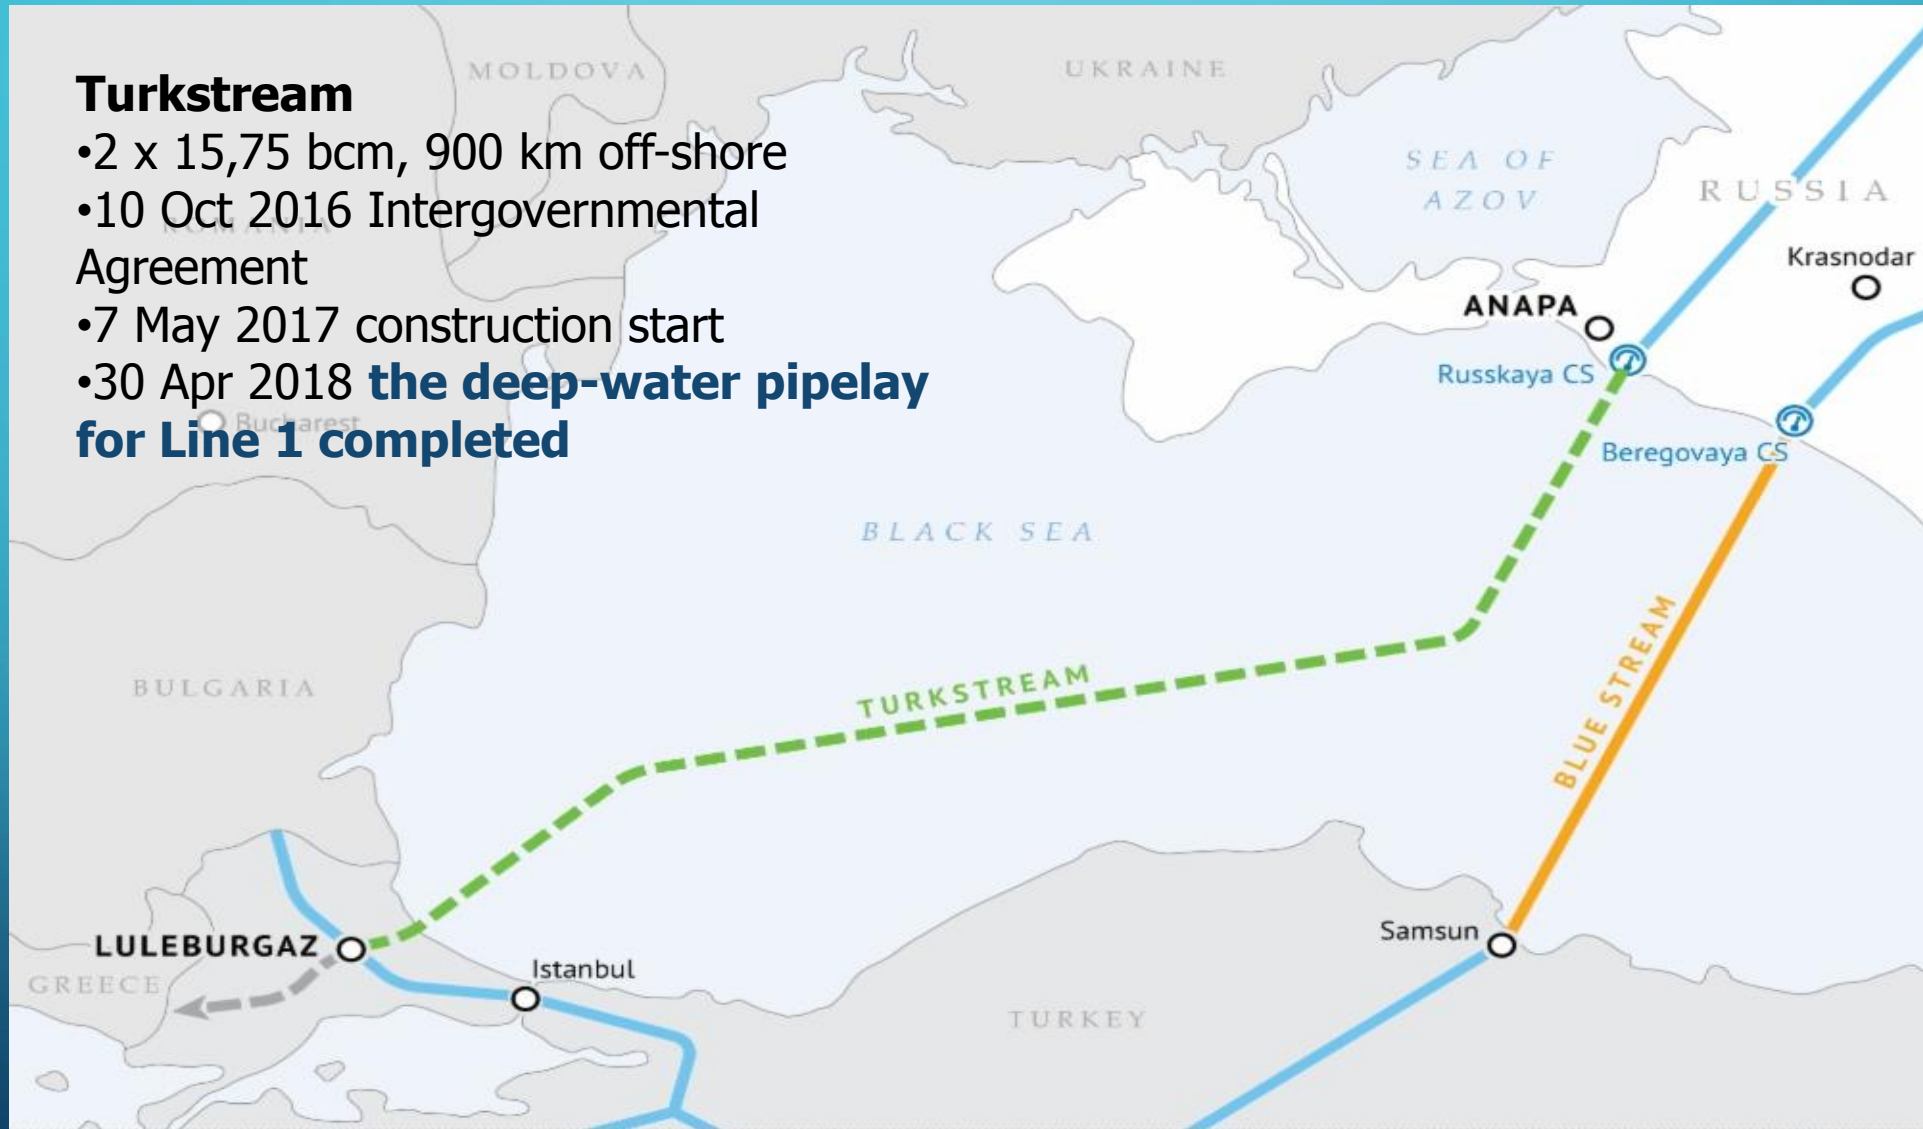 Turkstream
•2 x 15,75 bcm, 900 km off-shore
•10 Oct 2016 Intergovernmental
Agreement
•7 May 2017 construction start
•30 Apr 2018 the deep-water pipelay
for Line 1 completed
MOLDOVA
UKRAINE
ROMANIA
Bucharest
SEA OF
AZOV
RUSSIA
Krasnodar
ANAPA
Russkaya CS
Beregovaya CS
BLACK SEA
BULGARIA
TURKSTREAM
BLUE STREAM
LULEBURGAZ
GREECE
Istanbul
Samsun
TURKEY